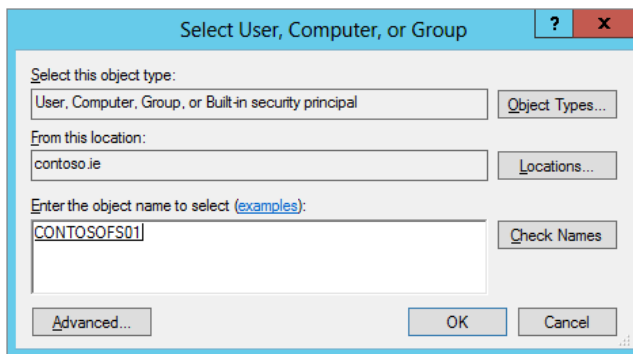 Select User, Computer, or Group
?
x
Select this object type:
User, Computer, Group, or Built-in security principal
Object Types...
From this location:
contoso.ie
Locations...
Enter the object name to select (examples):
CONTOSOFS01
Check Names
Advanced...
OK
Cancel